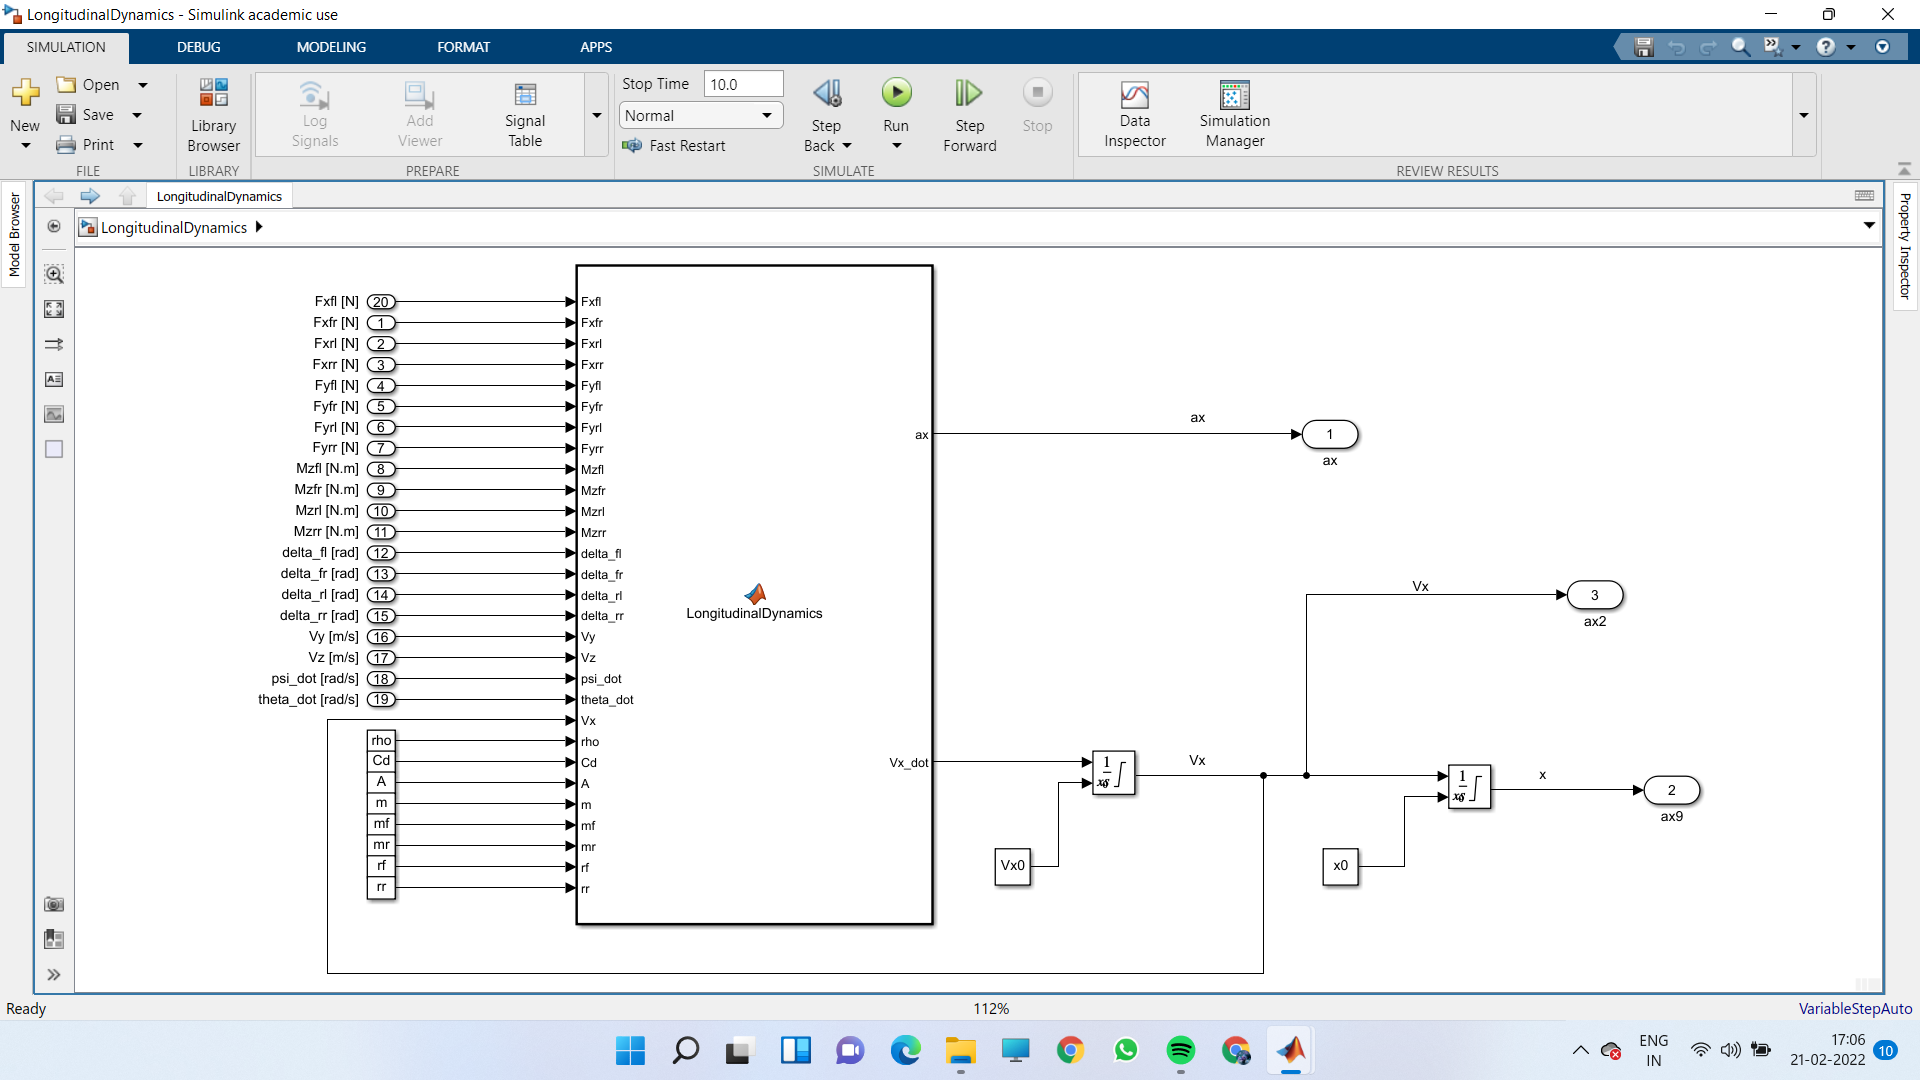 LongitudinalDynamics - Simulink academic use
SIMULATION DEBUG MODELING FORMAT APPS
New
Open
Save
Print
FILE
Library Browser
LIBRARY
Log Signals
Add Viewer
Signal Table
PREPARE
Stop Time 10.0
Normal
Fast Restart
Step Back
Run
Step Forward
Stop
SIMULATE
Data Inspector
Simulation Manager
REVIEW RESULTS
Model Browser
Property Inspector
LongitudinalDynamics
LongitudinalDynamics
Fxfl [N] 20 Fxfl
Fxfr [N] 1 Fxfr
Fxrl [N] 2 Fxrl
Fxrr [N] 3 Fxrr
Fyfl [N] 4 Fyfl
Fyfr [N] 5 Fyfr
Fyrl [N] 6 Fyrl
Fyrr [N] 7 Fyrr
Mzfl [N.m] 8 Mzfl
Mzfr [N.m] 9 Mzfr
Mzrl [N.m] 10 Mzrl
Mzrr [N.m] 11 Mzrr
delta_fl [rad] 12 delta_fl
delta_fr [rad] 13 delta_fr
delta_rl [rad] 14 delta_rl
delta_rr [rad] 15 delta_rr
Vy [m/s] 16 Vy
Vz [m/s] 17 Vz
psi_dot [rad/s] 18 psi_dot
theta_dot [rad/s] 19 theta_dot
Vx
rho rho
Cd Cd
A A
m m
mf mf
mr mr
rf rf
rr rr
LongitudinalDynamics
ax
ax
1
ax
Vx
3
ax2
Vx_dot
1
xo s
Vx
Vx0
1
xo s
x
x0
2
ax9
Ready 112% VariableStepAuto
ENG
IN
17:06
21-02-2022
10